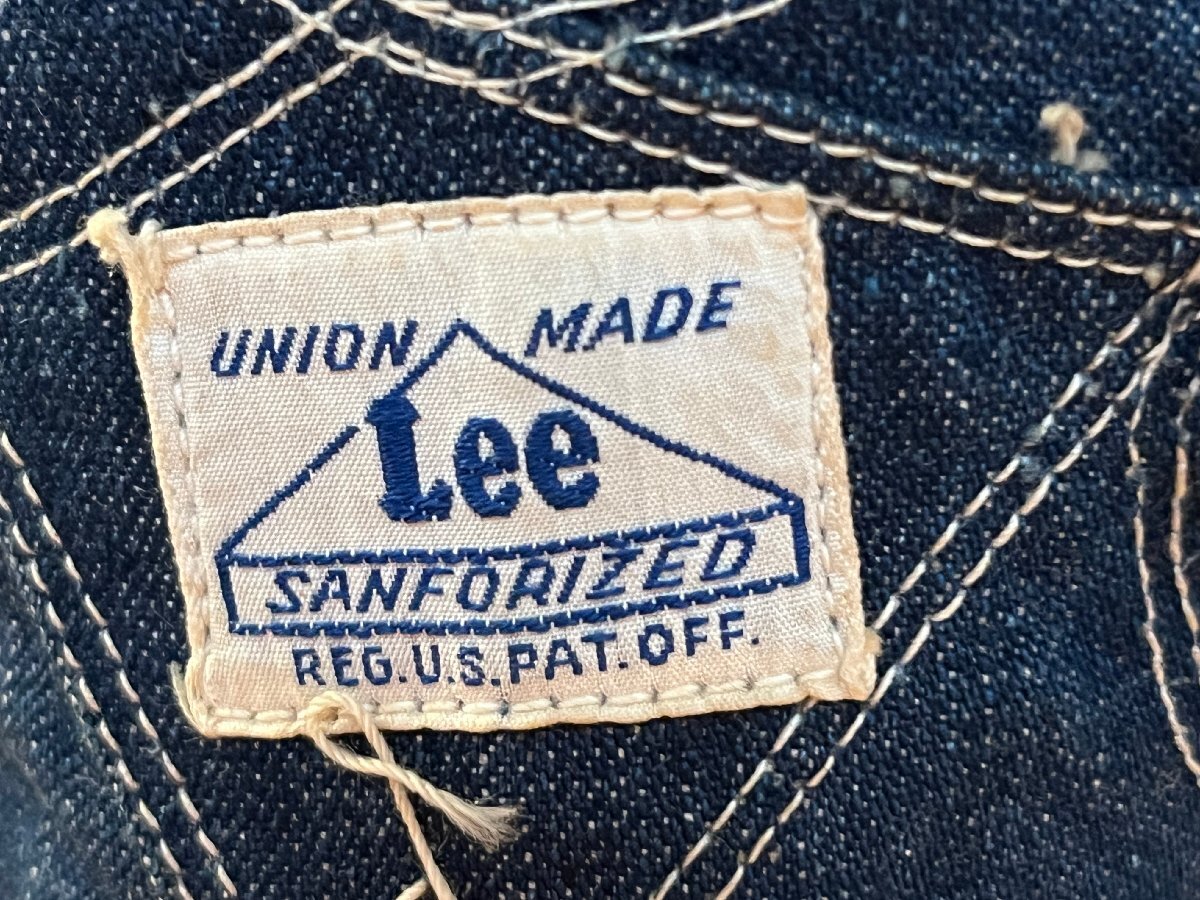 UNION MADE
Lee
SANFORIZED
REG.U.S.PAT.OFF.